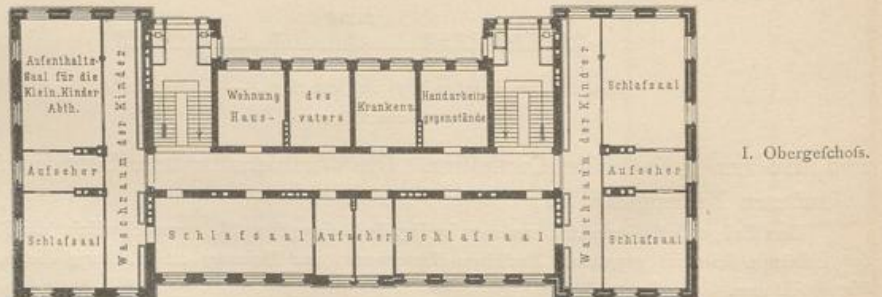 Aufenthalts-
saal für die
Klein. Kinder
Abth.
Waschraum der Kinder
Aufseher
Schlafsaal
Wohnung des
Haus- vaters
Krankenz.
Handarbeits-
gegenstände
Schlafsaal
Aufseher
Schlafsaal
Waschraum der Kinder
Schlafsaal
Aufseher
Schlafsaal
I. Obergeſchoſs.